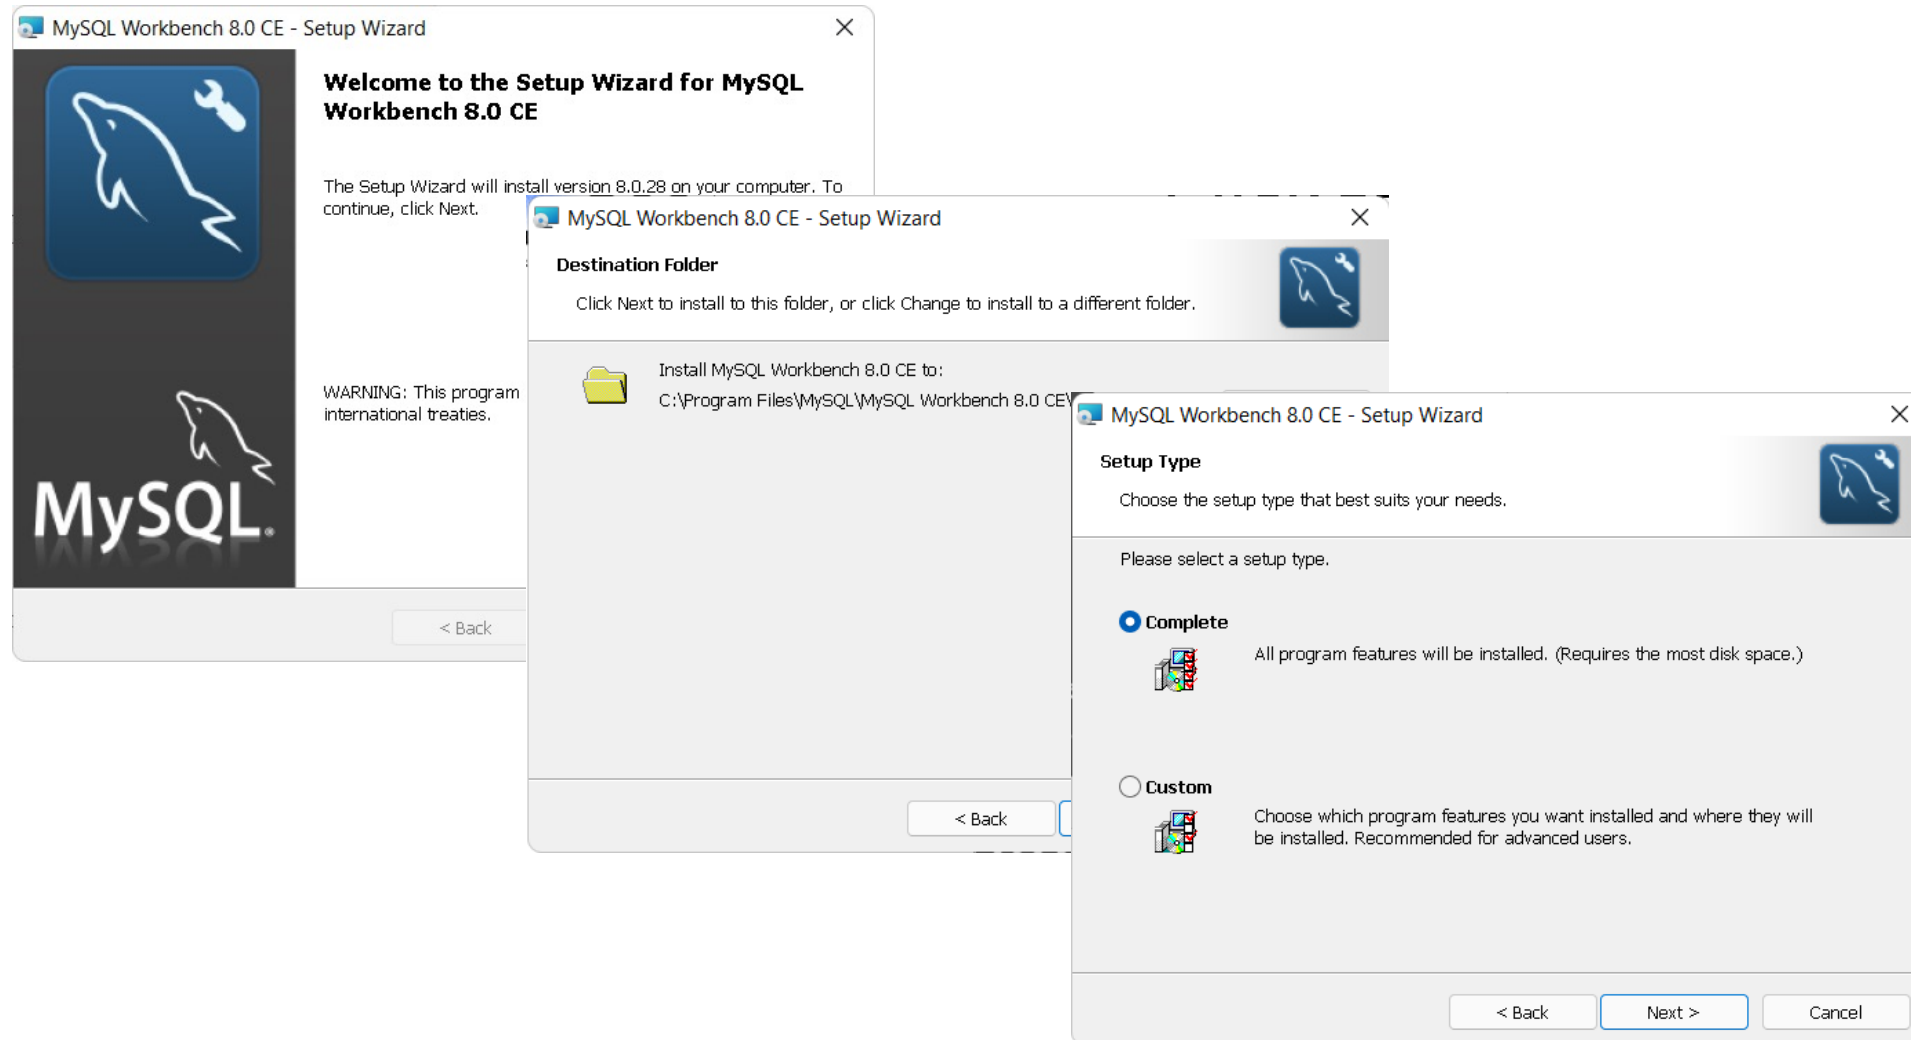 MySQL Workbench 8.0 CE - Setup Wizard
Welcome to the Setup Wizard for MySQL
Workbench 8.0 CE
The Setup Wizard will install version 8.0.28 on your computer. To
continue, click Next.
WARNING: This program
international treaties.
MySQL
< Back
MySQL Workbench 8.0 CE - Setup Wizard
Destination Folder
Click Next to install to this folder, or click Change to install to a different folder.
Install MySQL Workbench 8.0 CE to:
C:\Program Files\MySQL\MySQL Workbench 8.0 CE\
< Back
MySQL Workbench 8.0 CE - Setup Wizard
Setup Type
Choose the setup type that best suits your needs.
Please select a setup type.
Complete
All program features will be installed. (Requires the most disk space.)
Custom
Choose which program features you want installed and where they will
be installed. Recommended for advanced users.
< Back
Next >
Cancel